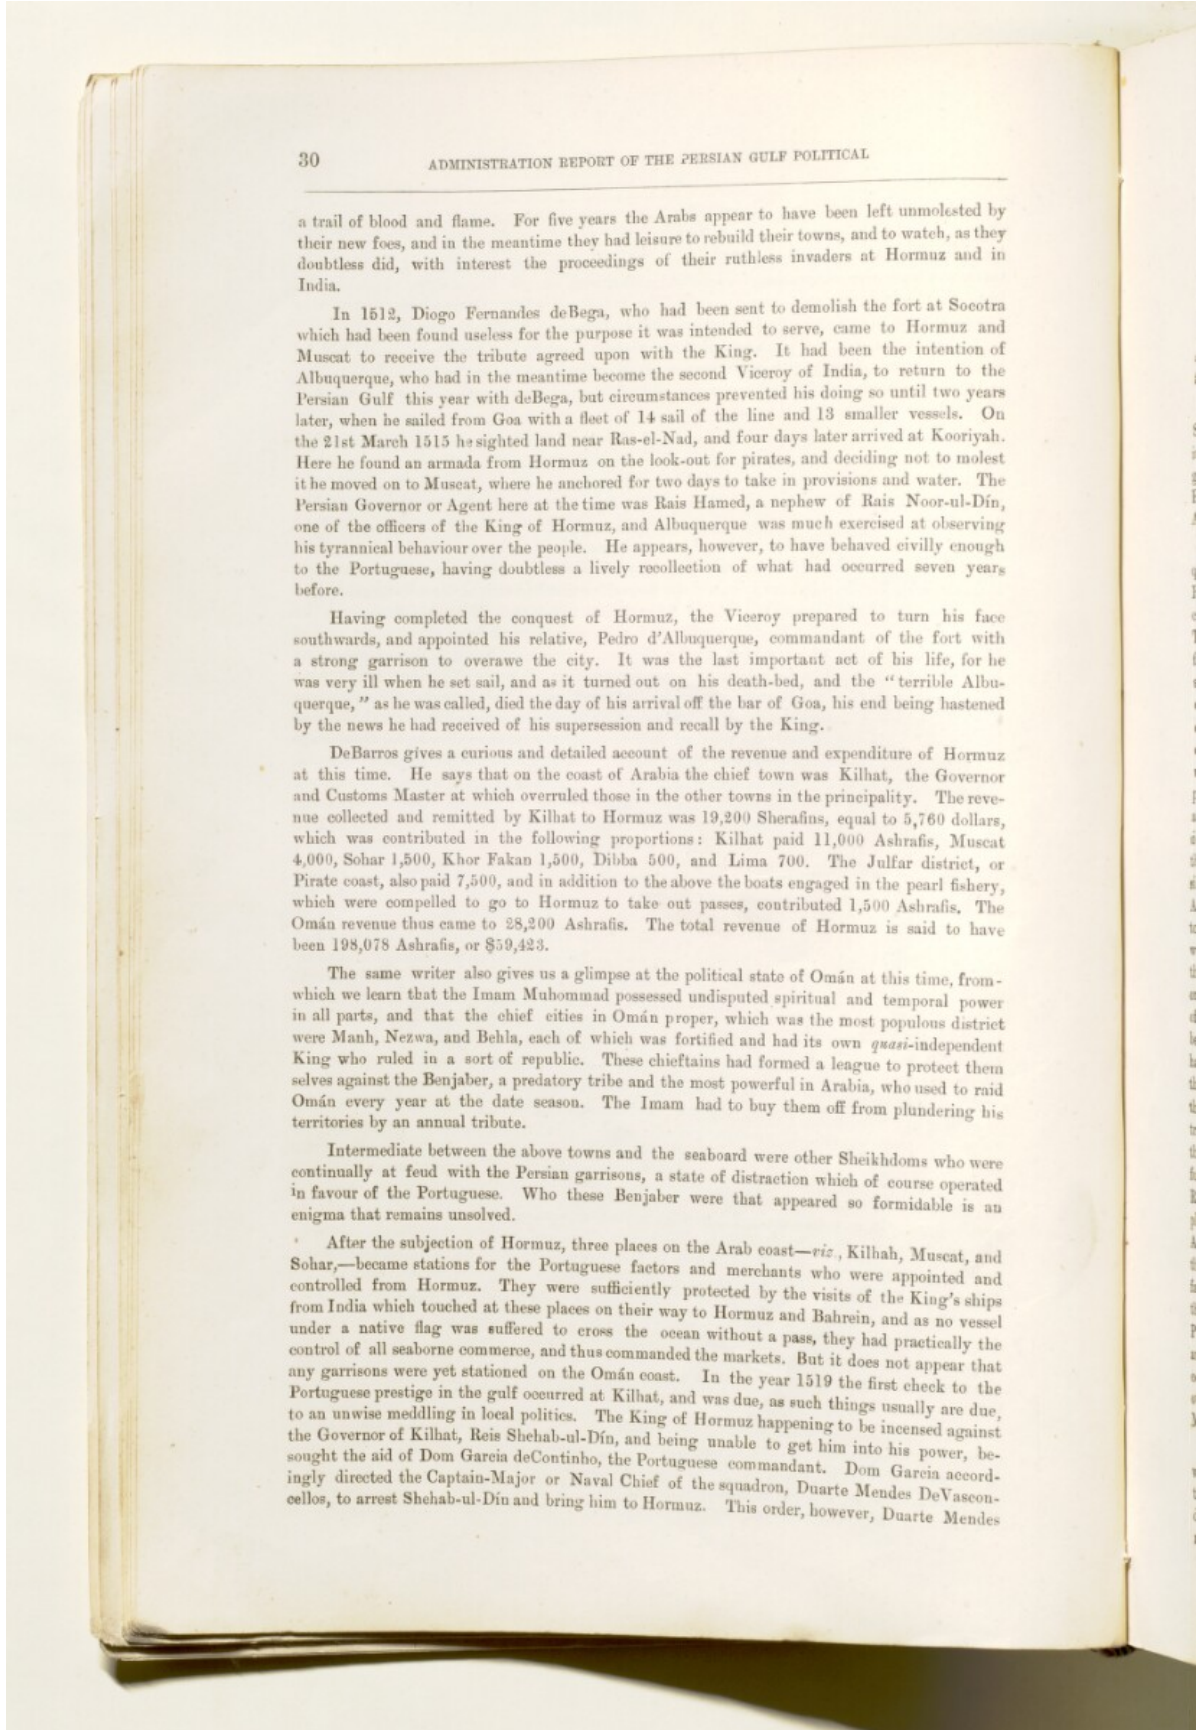 30
ADMINISTRATION REPORT OF THE PERSIAN GULF POLITICAL
a trail of blood and flame. For five years the Arabs appear to have been left unmolested by
their new foes, and in the meantime they had leisure to rebuild their towns, and to watch, as they
doubtless did, with interest the proceedings of their ruthless invaders at Hormuz and in
India.
In 1512, Diogo Fernandes deBega, who had been sent to demolish the fort at Socotra
which had been found useless for the purpose it was intended to serve, came to Hormuz and
Muscat to receive the tribute agreed upon with the King. It had been the intention of
Albuquerque, who had in the meantime become the second Viceroy of India, to return to the
Persian Gulf this year with deBega, but circumstances prevented his doing so until two years
later, when he sailed from Goa with a fleet of 14 sail of the line and 13 smaller vessels. On
the 21st March 1515 he sighted land near Ras-el-Nad, and four days later arrived at Kooriyah.
Here he found an armada from Hormuz on the look-out for pirates, and deciding not to molest
it he moved on to Muscat, where he anchored for two days to take in provisions and water. The
Persian Governor or Agent here at the time was Rais Hamed, a nephew of Rais Noor-ul-Dín,
one of the officers of the King of Hormuz, and Albuquerque was much exercised at observing
his tyrannical behaviour over the people. He appears, however, to have behaved civilly enough
to the Portuguese, having doubtless a lively recollection of what had occurred seven years
before.
Having completed the conquest of Hormuz, the Viceroy prepared to turn his face
southwards, and appointed his relative, Pedro d'Albuquerque, commandant of the fort with
a strong garrison to overawe the city. It was the last important act of his life, for he
was very ill when he set sail, and as it turned out on his death-bed, and the "terrible Albu-
querque," as he was called, died the day of his arrival off the bar of Goa, his end being hastened
by the news he had received of his supersession and recall by the King.
DeBarros gives a curious and detailed account of the revenue and expenditure of Hormuz
at this time. He says that on the coast of Arabia the chief town was Kilhat, the Governor
and Customs Master at which overruled those in the other towns in the principality. The reve-
nue collected and remitted by Kilhat to Hormuz was 19,200 Sherafins, equal to 5,760 dollars,
which was contributed in the following proportions: Kilhat paid 11,000 Ashrafis, Muscat
4,000, Sohar 1,500, Khor Fakan 1,500, Dibba 500, and Lima 700. The Julfar district, or
Pirate coast, also paid 7,500, and in addition to the above the boats engaged in the pearl fishery,
which were compelled to go to Hormuz to take out passes, contributed 1,500 Ashrafis. The
Omán revenue thus came to 28,200 Ashrafis. The total revenue of Hormuz is said to have
been 198,078 Ashrafis, or $59,423.
The same writer also gives us a glimpse at the political state of Omán at this time, from-
which we learn that the Imam Muhommad possessed undisputed spiritual and temporal power
in all parts, and that the chief cities in Omán proper, which was the most populous district
were Manh, Nezwa, and Behla, each of which was fortified and had its own quasi-independent
King who ruled in a sort of republic. These chieftains had formed a league to protect them
selves against the Benjaber, a predatory tribe and the most powerful in Arabia, who used to raid
Omán every year at the date season. The Imam had to buy them off from plundering his
territories by an annual tribute.
Intermediate between the above towns and the seaboard were other Sheikhdoms who were
continually at feud with the Persian garrisons, a state of distraction which of course operated
in favour of the Portuguese. Who these Benjaber were that appeared so formidable is an
enigma that remains unsolved.
After the subjection of Hormuz, three places on the Arab coast—viz., Kilhah, Muscat, and
Sohar,—became stations for the Portuguese factors and merchants who were appointed and
controlled from Hormuz. They were sufficiently protected by the visits of the King's ships
from India which touched at these places on their way to Hormuz and Bahrein, and as no vessel
under a native flag was suffered to cross the ocean without a pass, they had practically the
control of all seaborne commerce, and thus commanded the markets. But it does not appear that
any garrisons were yet stationed on the Omán coast. In the year 1519 the first check to the
Portuguese prestige in the gulf occurred at Kilhat, and was due, as such things usually are due,
to an unwise meddling in local politics. The King of Hormuz happening to be incensed against
the Governor of Kilhat, Reis Shehab-ul-Dín, and being unable to get him into his power, be-
sought the aid of Dom Garcia deContinho, the Portuguese commandant. Dom Garcia accord-
ingly directed the Captain-Major or Naval Chief of the squadron, Duarte Mendes DeVascon-
cellos, to arrest Shehab-ul-Dín and bring him to Hormuz. This order, however, Duarte Mendes